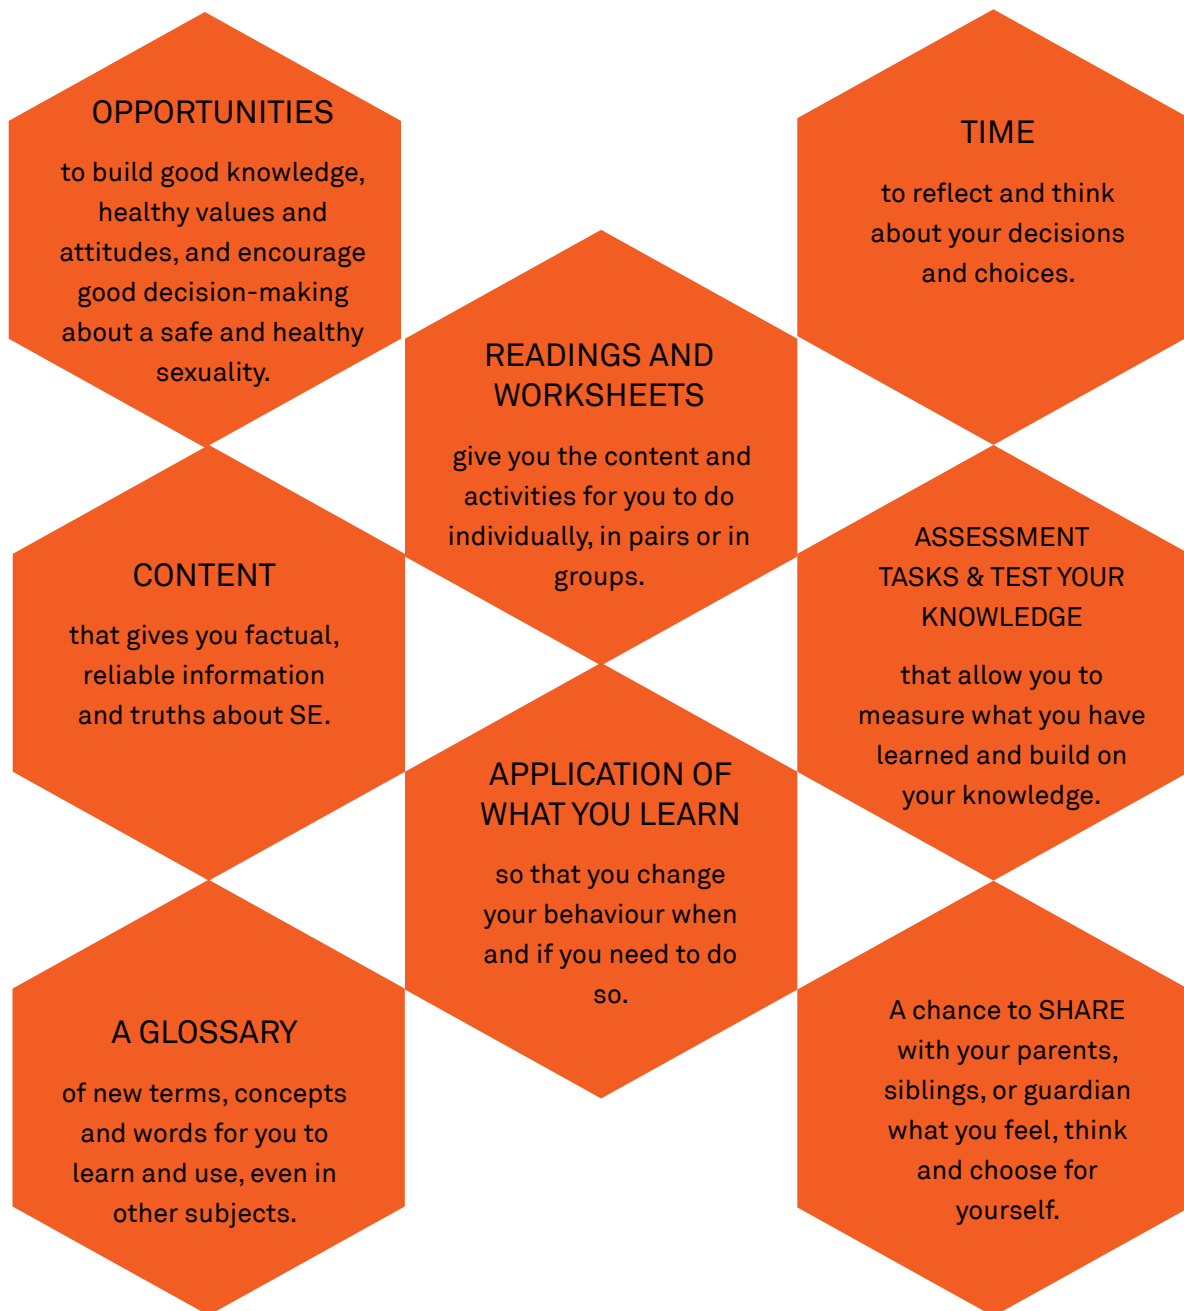 OPPORTUNITIES
to build good knowledge,
healthy values and
attitudes, and encourage
good decision-making
about a safe and healthy
sexuality.
TIME
to reflect and think
about your decisions
and choices.
READINGS AND
WORKSHEETS
give you the content and
activities for you to do
individually, in pairs or in
groups.
CONTENT
that gives you factual,
reliable information
and truths about SE.
ASSESSMENT
TASKS & TEST YOUR
KNOWLEDGE
that allow you to
measure what you have
learned and build on
your knowledge.
APPLICATION OF
WHAT YOU LEARN
so that you change
your behaviour when
and if you need to do
so.
A GLOSSARY
of new terms, concepts
and words for you to
learn and use, even in
other subjects.
A chance to SHARE
with your parents,
siblings, or guardian
what you feel, think
and choose for
yourself.